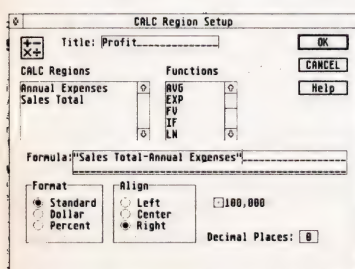 CALC Region Setup
Title: Profit
OK
CALC Regions
Functions
CANCEL
Annual Expenses
Sales Total
AVG
EXP
FV
IF
LN
Help
Formula: "Sales Total-Annual Expenses"
Format
Standard
Dollar
Percent
Align
Left
Center
Right
100,000
Decimal Places: 0